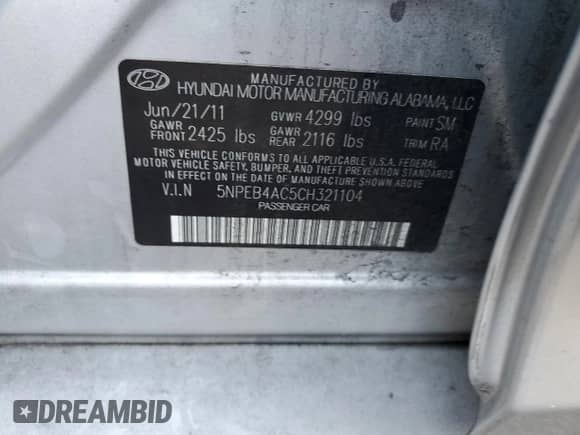 MANUFACTURED BY
HYUNDAI MOTOR MANUFACTURING ALABAMA, LLC
Jun/21/11 GVWR 4299 lbs PAINT SM
GAWR FRONT 2425 lbs GAWR REAR 2116 lbs TRIM RA
THIS VEHICLE CONFORMS TO ALL APPLICABLE U.S.A. FEDERAL
MOTOR VEHICLE SAFETY, BUMPER, AND THEFT PREVENTION STANDARDS
IN EFFECT ON THE DATE OF MANUFACTURE SHOWN ABOVE.
V.I.N 5NPEB4AC5CH321104
PASSENGER CAR
DREAMBID